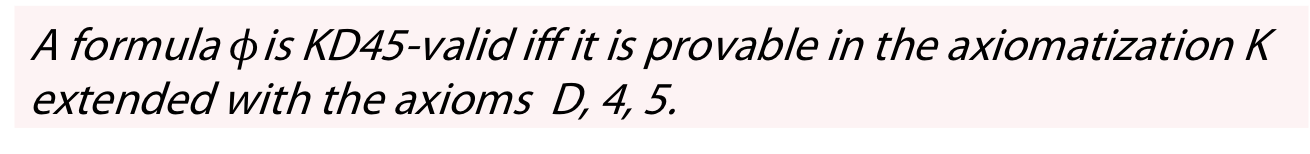 A formula ϕ is KD45-valid iff it is provable in the axiomatization K
extended with the axioms D, 4, 5.